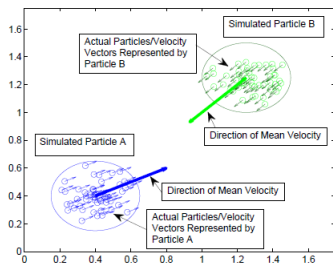 Simulated Particle B
Actual Particles/Velocity
Vectors Represented by
Particle B
Direction of Mean Velocity
Simulated Particle A
Direction of Mean Velocity
Actual Particles/Velocity
Vectors Represented by
Particle A
1.6
1.4
1.2
1
0.8
0.6
0.4
0.2
0
0 0.2 0.4 0.6 0.8 1 1.2 1.4 1.6